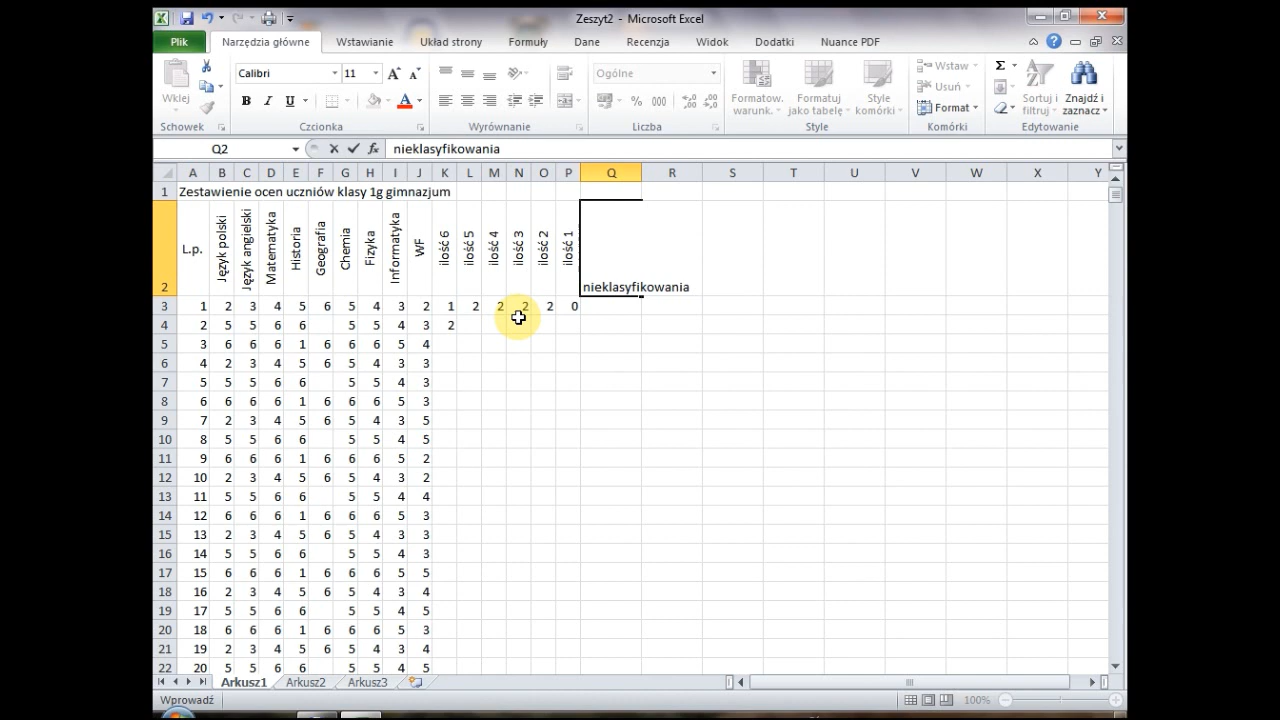 Zeszyt2 - Microsoft Excel
Plik Narzędzia główne Wstawianie Układ strony Formuły Dane Recenzja Widok Dodatki Nuance PDF
Wklej
Calibri 11
Ogólne
Formatow. warunk.
Formatuj jako tabelę
Style komórki
Wstaw
Usuń
Format
Sortuj i filtruj
Znajdź i zaznacz
Schowek Czcionka Wyrównanie Liczba Style Komórki Edytowanie
Q2 fx nieklasyfikowania
A B C D E F G H I J K L M N O P Q R S T U V W X Y
1 Zestawienie ocen uczniów klasy 1g gimnazjum
2 L.p. Język polski Język angielski Matematyka Historia Geografia Chemia Fizyka Informatyka WF ilość 6 ilość 5 ilość 4 ilość 3 ilość 2 ilość 1 nieklasyfikowania
3 1 2 3 4 5 6 5 4 3 2 1 2 2 2 2 0
4 2 5 5 6 6 5 5 4 3 2
5 3 6 6 6 1 6 6 6 5 4
6 4 2 3 4 5 6 5 4 3 3
7 5 5 5 6 6 5 5 4 3
8 6 6 6 6 1 6 6 6 5 3
9 7 2 3 4 5 6 5 4 3 5
10 8 5 5 6 6 5 5 4 5
11 9 6 6 6 1 6 6 6 5 2
12 10 2 3 4 5 6 5 4 3 2
13 11 5 5 6 6 5 5 4 4
14 12 6 6 6 1 6 6 6 5 3
15 13 2 3 4 5 6 5 4 3 3
16 14 5 5 6 6 5 5 4 3
17 15 6 6 6 1 6 6 6 5 5
18 16 2 3 4 5 6 5 4 3 4
19 17 5 5 6 6 5 5 4 5
20 18 6 6 6 1 6 6 6 5 3
21 19 2 3 4 5 6 5 4 3 4
22 20 5 5 6 6 5 5 4 5
Arkusz1 Arkusz2 Arkusz3
Wprowadź 100%